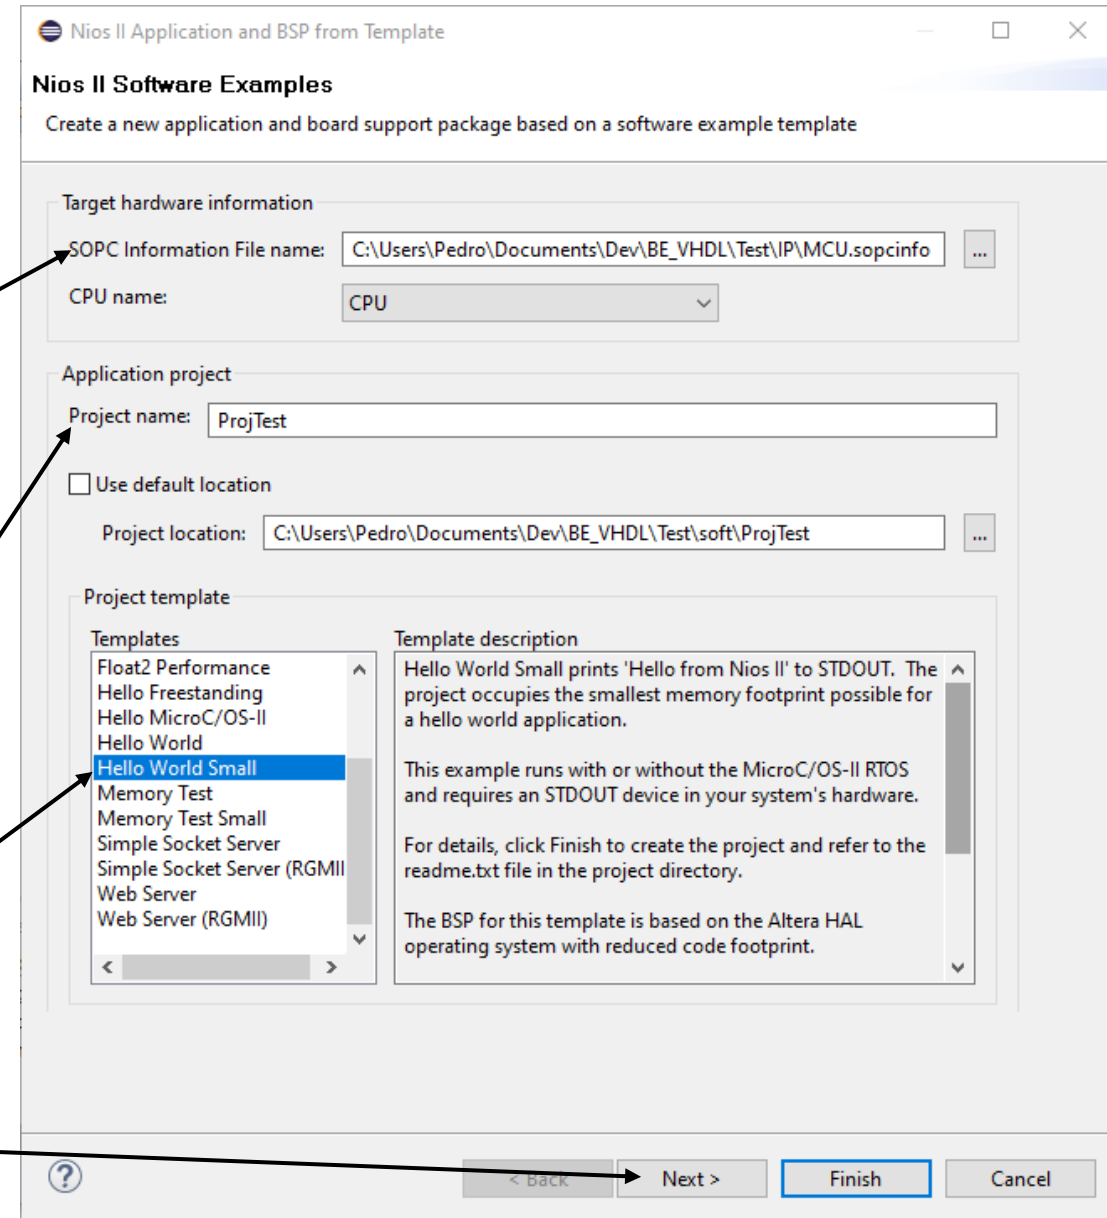 Nios II Application and BSP from Template
Nios II Software Examples
Create a new application and board support package based on a software example template
Target hardware information
SOPC Information File name: C:\Users\Pedro\Documents\Dev\BE_VHDL\Test\IP\MCU.sopcinfo ...
CPU name: CPU
Application project
Project name: ProjTest
Use default location
Project location: C:\Users\Pedro\Documents\Dev\BE_VHDL\Test\soft\ProjTest ...
Project template
Templates
Float2 Performance
Hello Freestanding
Hello MicroC/OS-II
Hello World
Hello World Small
Memory Test
Memory Test Small
Simple Socket Server
Simple Socket Server (RGMII
Web Server
Web Server (RGMII)
Template description
Hello World Small prints 'Hello from Nios II' to STDOUT. The
project occupies the smallest memory footprint possible for
a hello world application.
This example runs with or without the MicroC/OS-II RTOS
and requires an STDOUT device in your system's hardware.
For details, click Finish to create the project and refer to the
readme.txt file in the project directory.
The BSP for this template is based on the Altera HAL
operating system with reduced code footprint.
? < Back Next > Finish Cancel